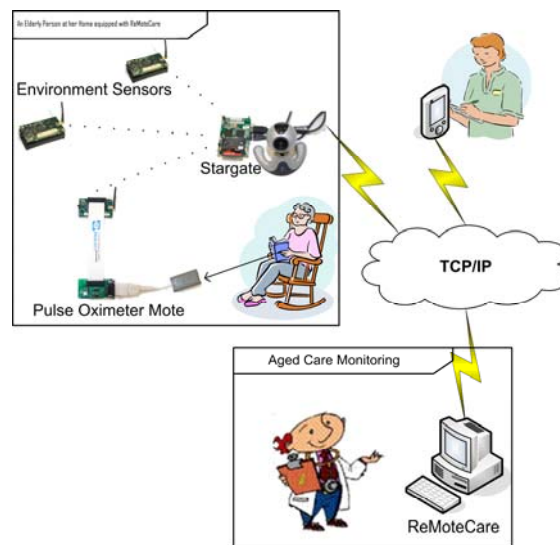 An Elderly Person at her Home equipped with ReMoteCare
Environment Sensors
Stargate
Pulse Oximeter Mote
TCP/IP
Aged Care Monitoring
ReMoteCare